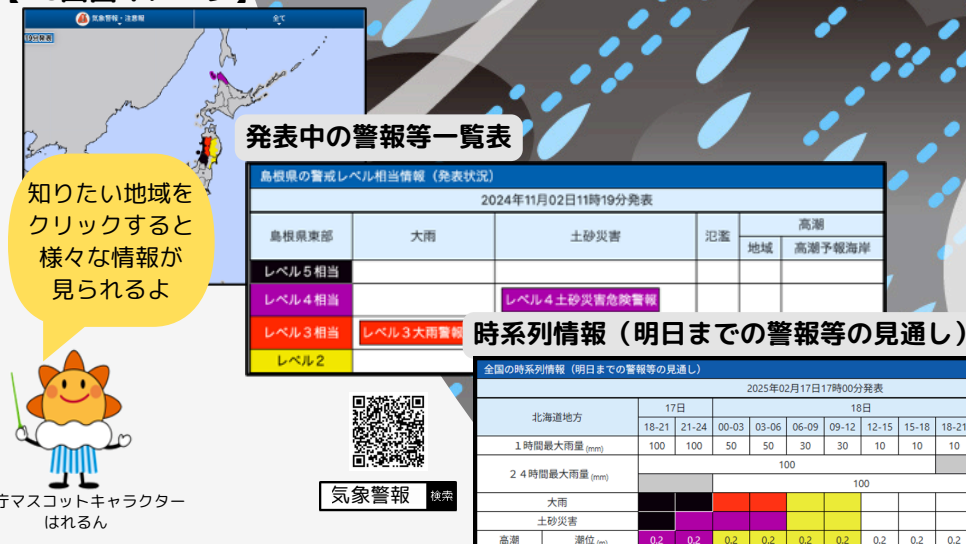 気象警報・注意報
全て
発表中の警報等一覧表
知りたい地域を
クリックすると
様々な情報が
見られるよ
島根県の警戒レベル相当情報（発表状況）
2024年11月02日11時19分発表
島根県東部 大雨 土砂災害 氾濫 高潮
地域 高潮予報海岸
レベル5相当
レベル4相当 レベル4土砂災害危険警報
レベル3相当 レベル3大雨警報
レベル2
時系列情報（明日までの警報等の見通し）
全国の時系列情報（明日までの警報等の見通し）
2025年02月17日17時00分発表
北海道地方 17日 18日
18-21 21-24 00-03 03-06 06-09 09-12 12-15 15-18 18-21
1時間最大雨量(mm) 100 100 50 50 30 30 10 10 10
24時間最大雨量(mm) 100
100
大雨
土砂災害
高潮 潮位(m) 0.2 0.2 0.2 0.2 0.2 0.2 0.2 0.2 0.2
気象警報 検索
庁マスコットキャラクター
はれるん